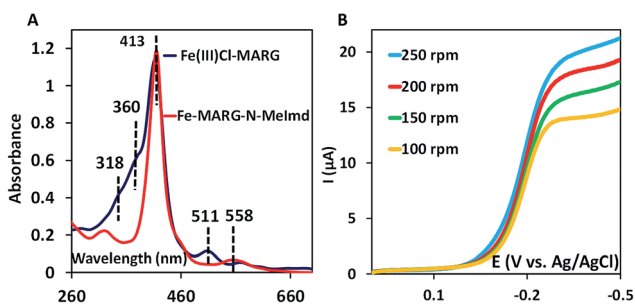 A
1.2
1
0.8
0.6
0.4
0.2
0
Absorbance
413
360
318
511
558
Fe(III)Cl-MARG
Fe-MARG-N-MeImd
Wavelength (nm)
260
460
660
B
20
15
10
5
0
I (µA)
250 rpm
200 rpm
150 rpm
100 rpm
E (V vs. Ag/AgCl)
0.1
-0.2
-0.5